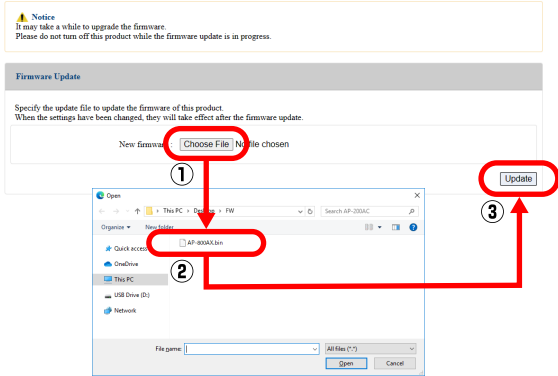 Notice
It may take a while to upgrade the firmware.
Please do not turn off this product while the firmware update is in progress.
Firmware Update
Specify the update file to update the firmware of this product.
When the settings have been changed, they will take effect after the firmware update.
New firmware : Choose File No file chosen
①
Update
③
Open
This PC › Desktop › FW
Search AP-200AC
Organize
New folder
Quick access
AP-800AX.bin
②
OneDrive
This PC
USB Drive (D:)
Network
File name:
All files (*.*)
Open
Cancel